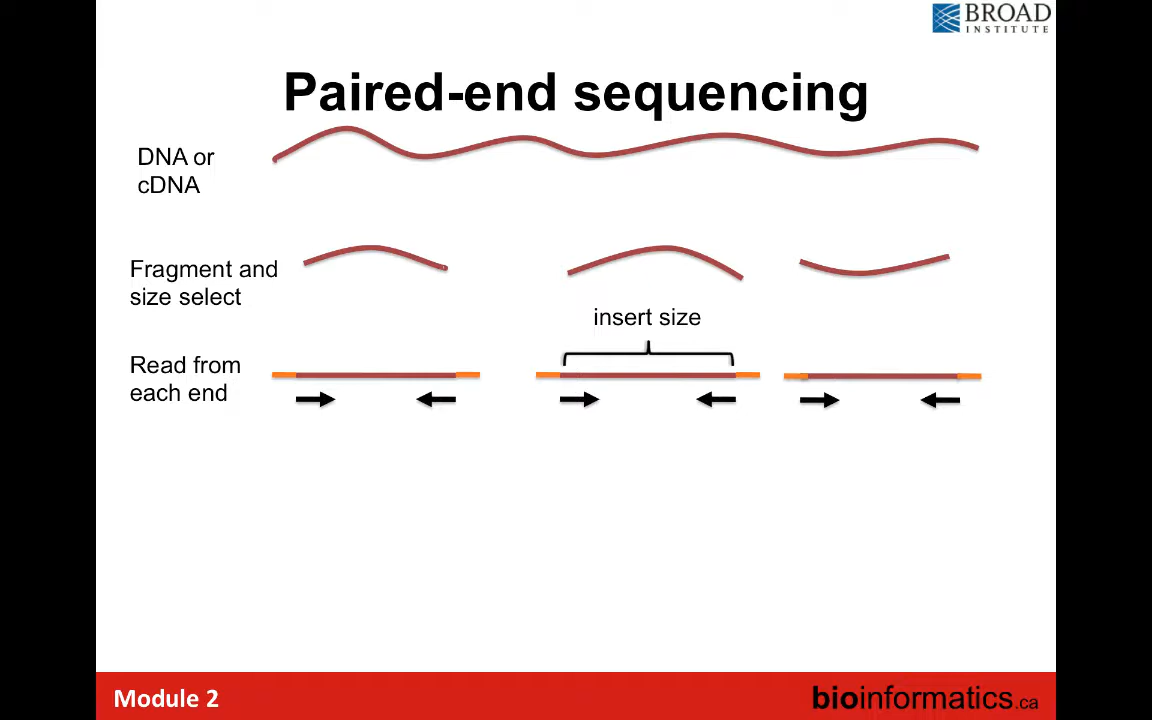 BROAD
INSTITUTE
Paired-end sequencing
DNA or
cDNA
Fragment and
size select
insert size
Read from
each end
Module 2
bioinformatics.ca